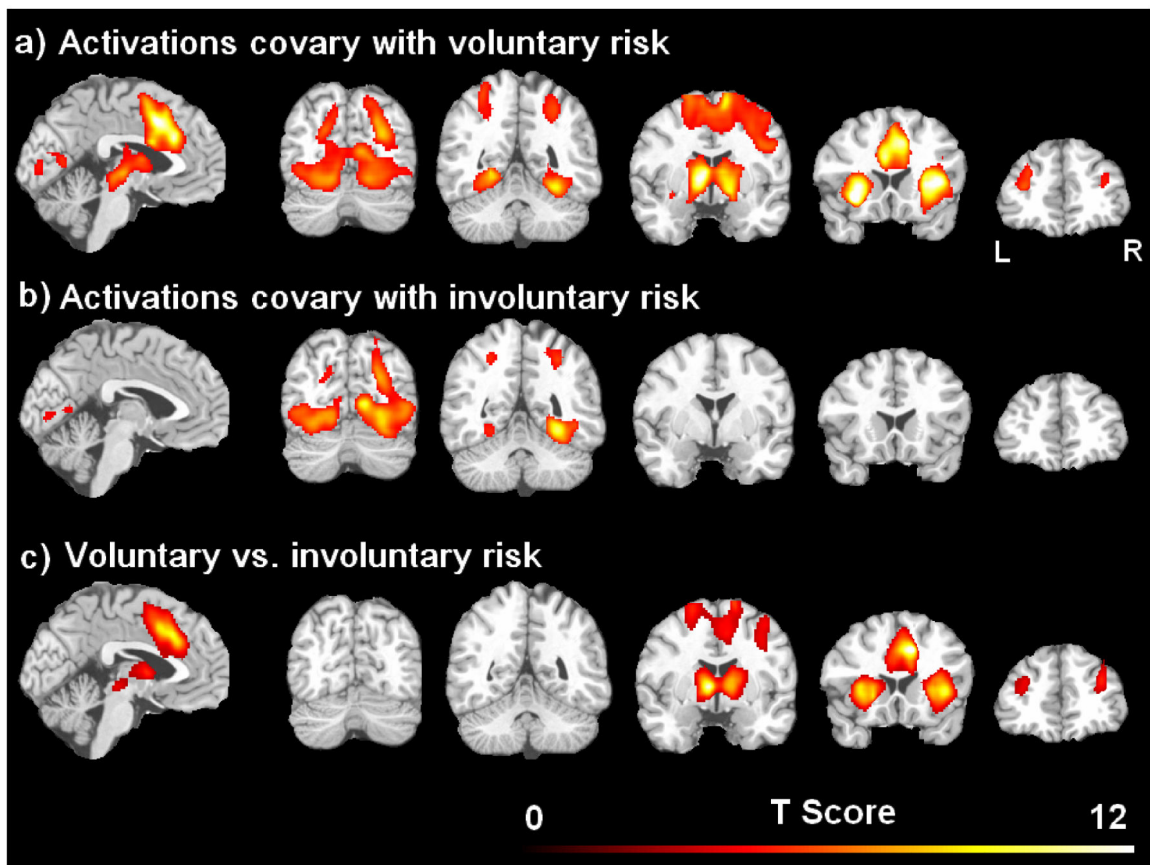 a) Activations covary with voluntary risk
L R
b) Activations covary with involuntary risk
c) Voluntary vs. involuntary risk
0 T Score 12